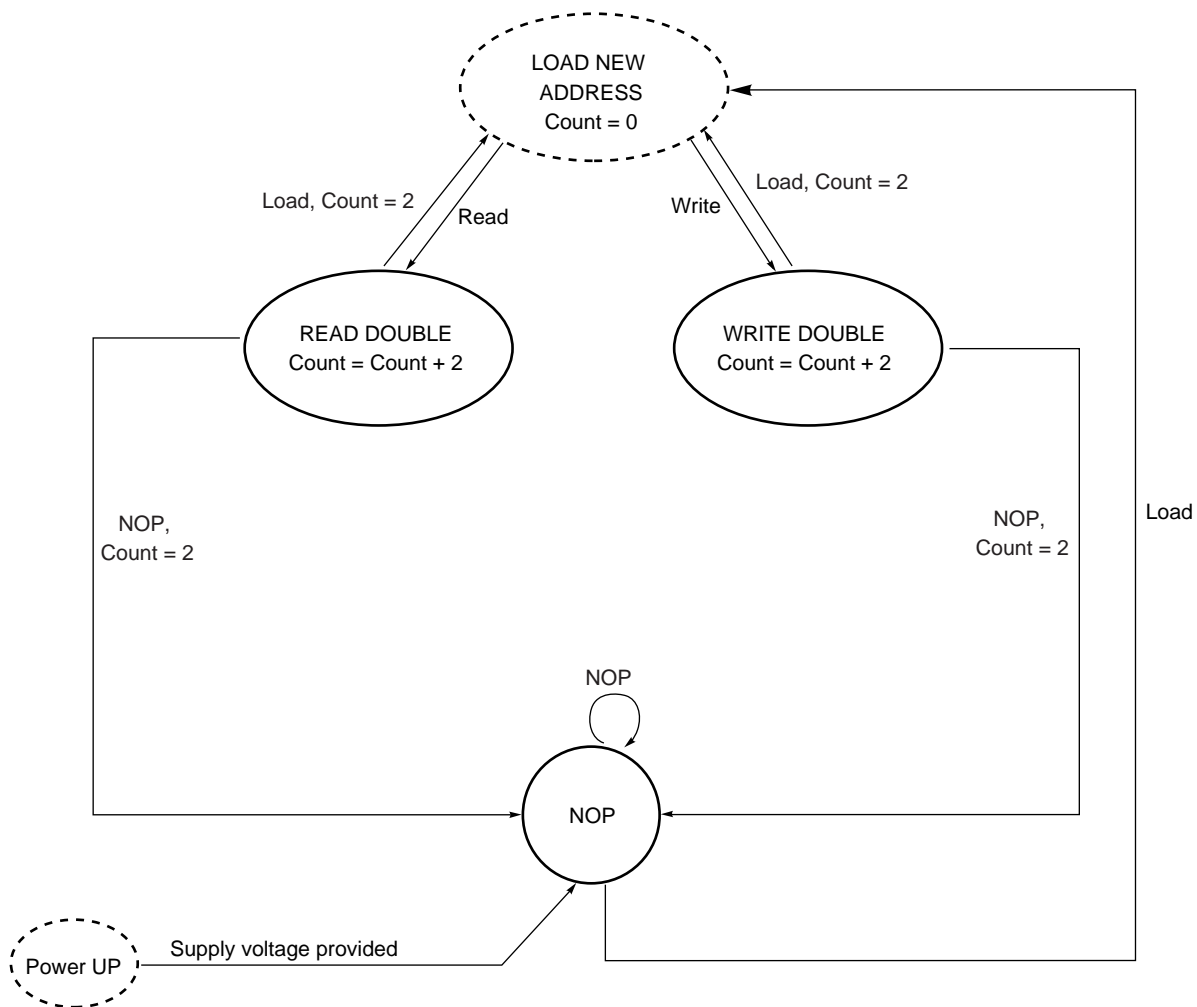 LOAD NEW
ADDRESS
Count = 0
Load, Count = 2
Read
Write
Load, Count = 2
READ DOUBLE
Count = Count + 2
WRITE DOUBLE
Count = Count + 2
NOP,
Count = 2
NOP,
Count = 2
Load
NOP
NOP
Supply voltage provided
Power UP